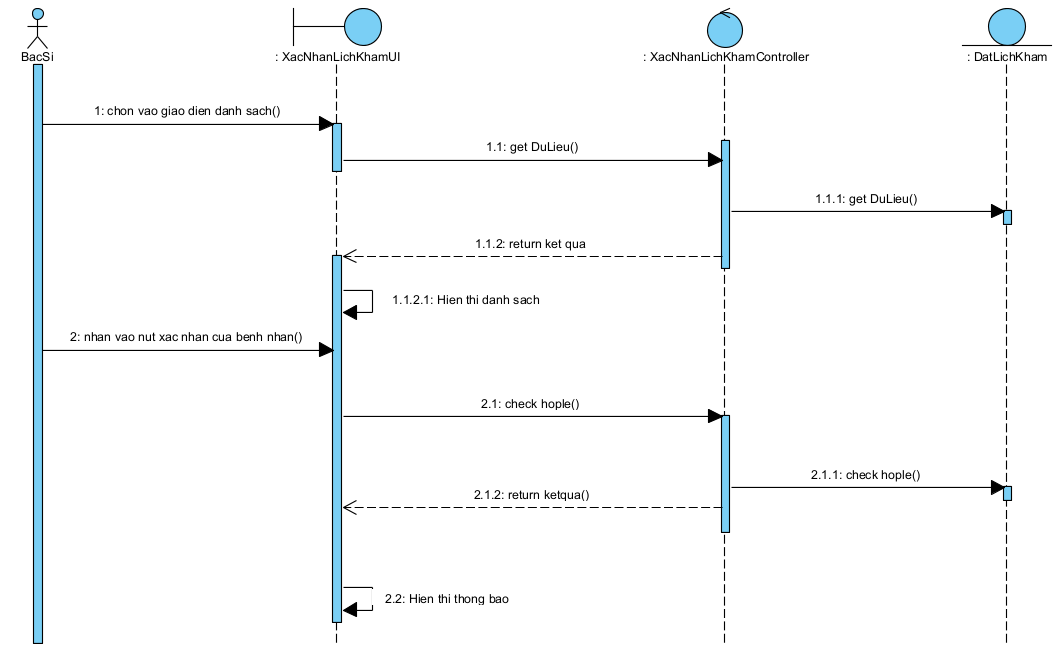 BacSi
: XacNhanLichKhamUI
: XacNhanLichKhamController
: DatLichKham
1: chon vao giao dien danh sach()
1.1: get DuLieu()
1.1.1: get DuLieu()
1.1.2: return ket qua
1.1.2.1: Hien thi danh sach
2: nhan vao nut xac nhan cua benh nhan()
2.1: check hople()
2.1.1: check hople()
2.1.2: return ketqua()
2.2: Hien thi thong bao